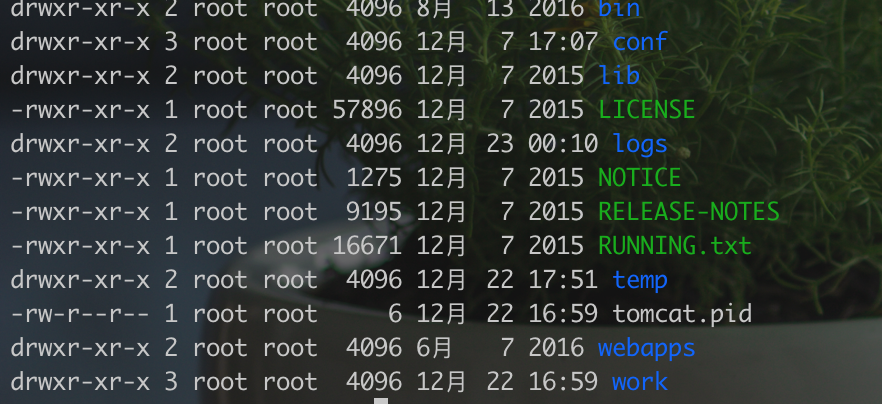 drwxr-xr-x 2 root root  4096 8月  13 2016 bin
drwxr-xr-x 3 root root  4096 12月  7 17:07 conf
drwxr-xr-x 2 root root  4096 12月  7 2015 lib
-rwxr-xr-x 1 root root 57896 12月  7 2015 LICENSE
drwxr-xr-x 2 root root  4096 12月 23 00:10 logs
-rwxr-xr-x 1 root root  1275 12月  7 2015 NOTICE
-rwxr-xr-x 1 root root  9195 12月  7 2015 RELEASE-NOTES
-rwxr-xr-x 1 root root 16671 12月  7 2015 RUNNING.txt
drwxr-xr-x 2 root root  4096 12月 22 17:51 temp
-rw-r--r-- 1 root root     6 12月 22 16:59 tomcat.pid
drwxr-xr-x 2 root root  4096 6月   7 2016 webapps
drwxr-xr-x 3 root root  4096 12月 22 16:59 work